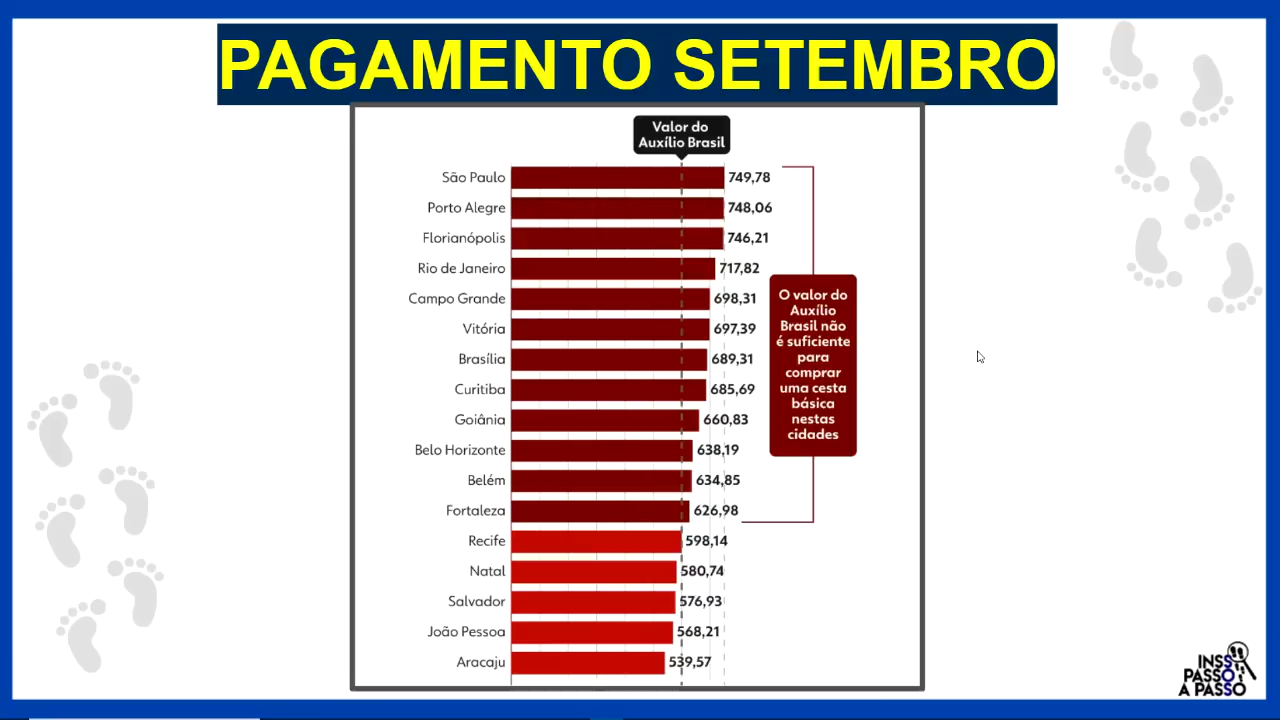 PAGAMENTO SETEMBRO
Valor do
Auxílio Brasil
São Paulo 749,78
Porto Alegre 748,06
Florianópolis 746,21
Rio de Janeiro 717,82
Campo Grande 698,31
Vitória 697,39
Brasília 689,31
Curitiba 685,69
Goiânia 660,83
Belo Horizonte 638,19
Belém 634,85
Fortaleza 626,98
Recife 598,14
Natal 580,74
Salvador 576,93
João Pessoa 568,21
Aracaju 539,57
O valor do
Auxílio
Brasil não
é suficiente
para
comprar
uma cesta
básica
nestas
cidades
INSS
PASSO
A PASSO